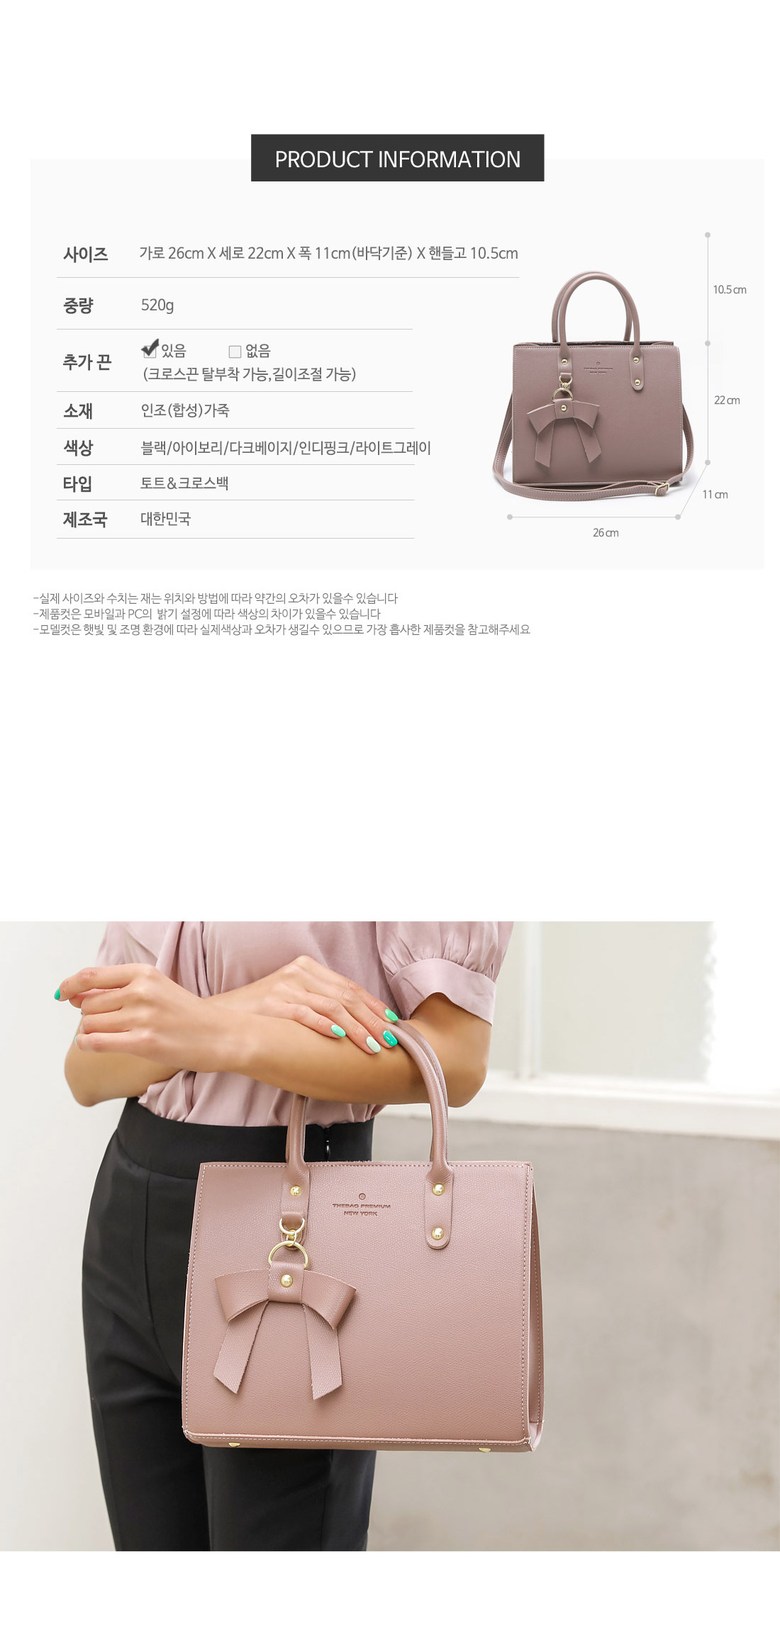 PRODUCT INFORMATION
사이즈 가로 26cm X 세로 22cm X 폭 11cm(바닥기준) X 핸들고 10.5cm
중량 520g
추가 끈 있음 없음
(크로스끈 탈부착 가능,길이조절 가능)
소재 인조(합성)가죽
색상 블랙/아이보리/다크베이지/인디핑크/라이트그레이
타입 토트&크로스백
제조국 대한민국
10.5cm
22cm
11cm
26cm
-실제 사이즈와 수치는 재는 위치와 방법에 따라 약간의 오차가 있을수 있습니다
-제품컷은 모바일과 PC의 밝기 설정에 따라 색상의 차이가 있을수 있습니다
-모델컷은 햇빛 및 조명 환경에 따라 실제색상과 오차가 생길수 있으므로 가장 흡사한 제품컷을 참고해주세요
THEBAG PREMIUM
NEW YORK